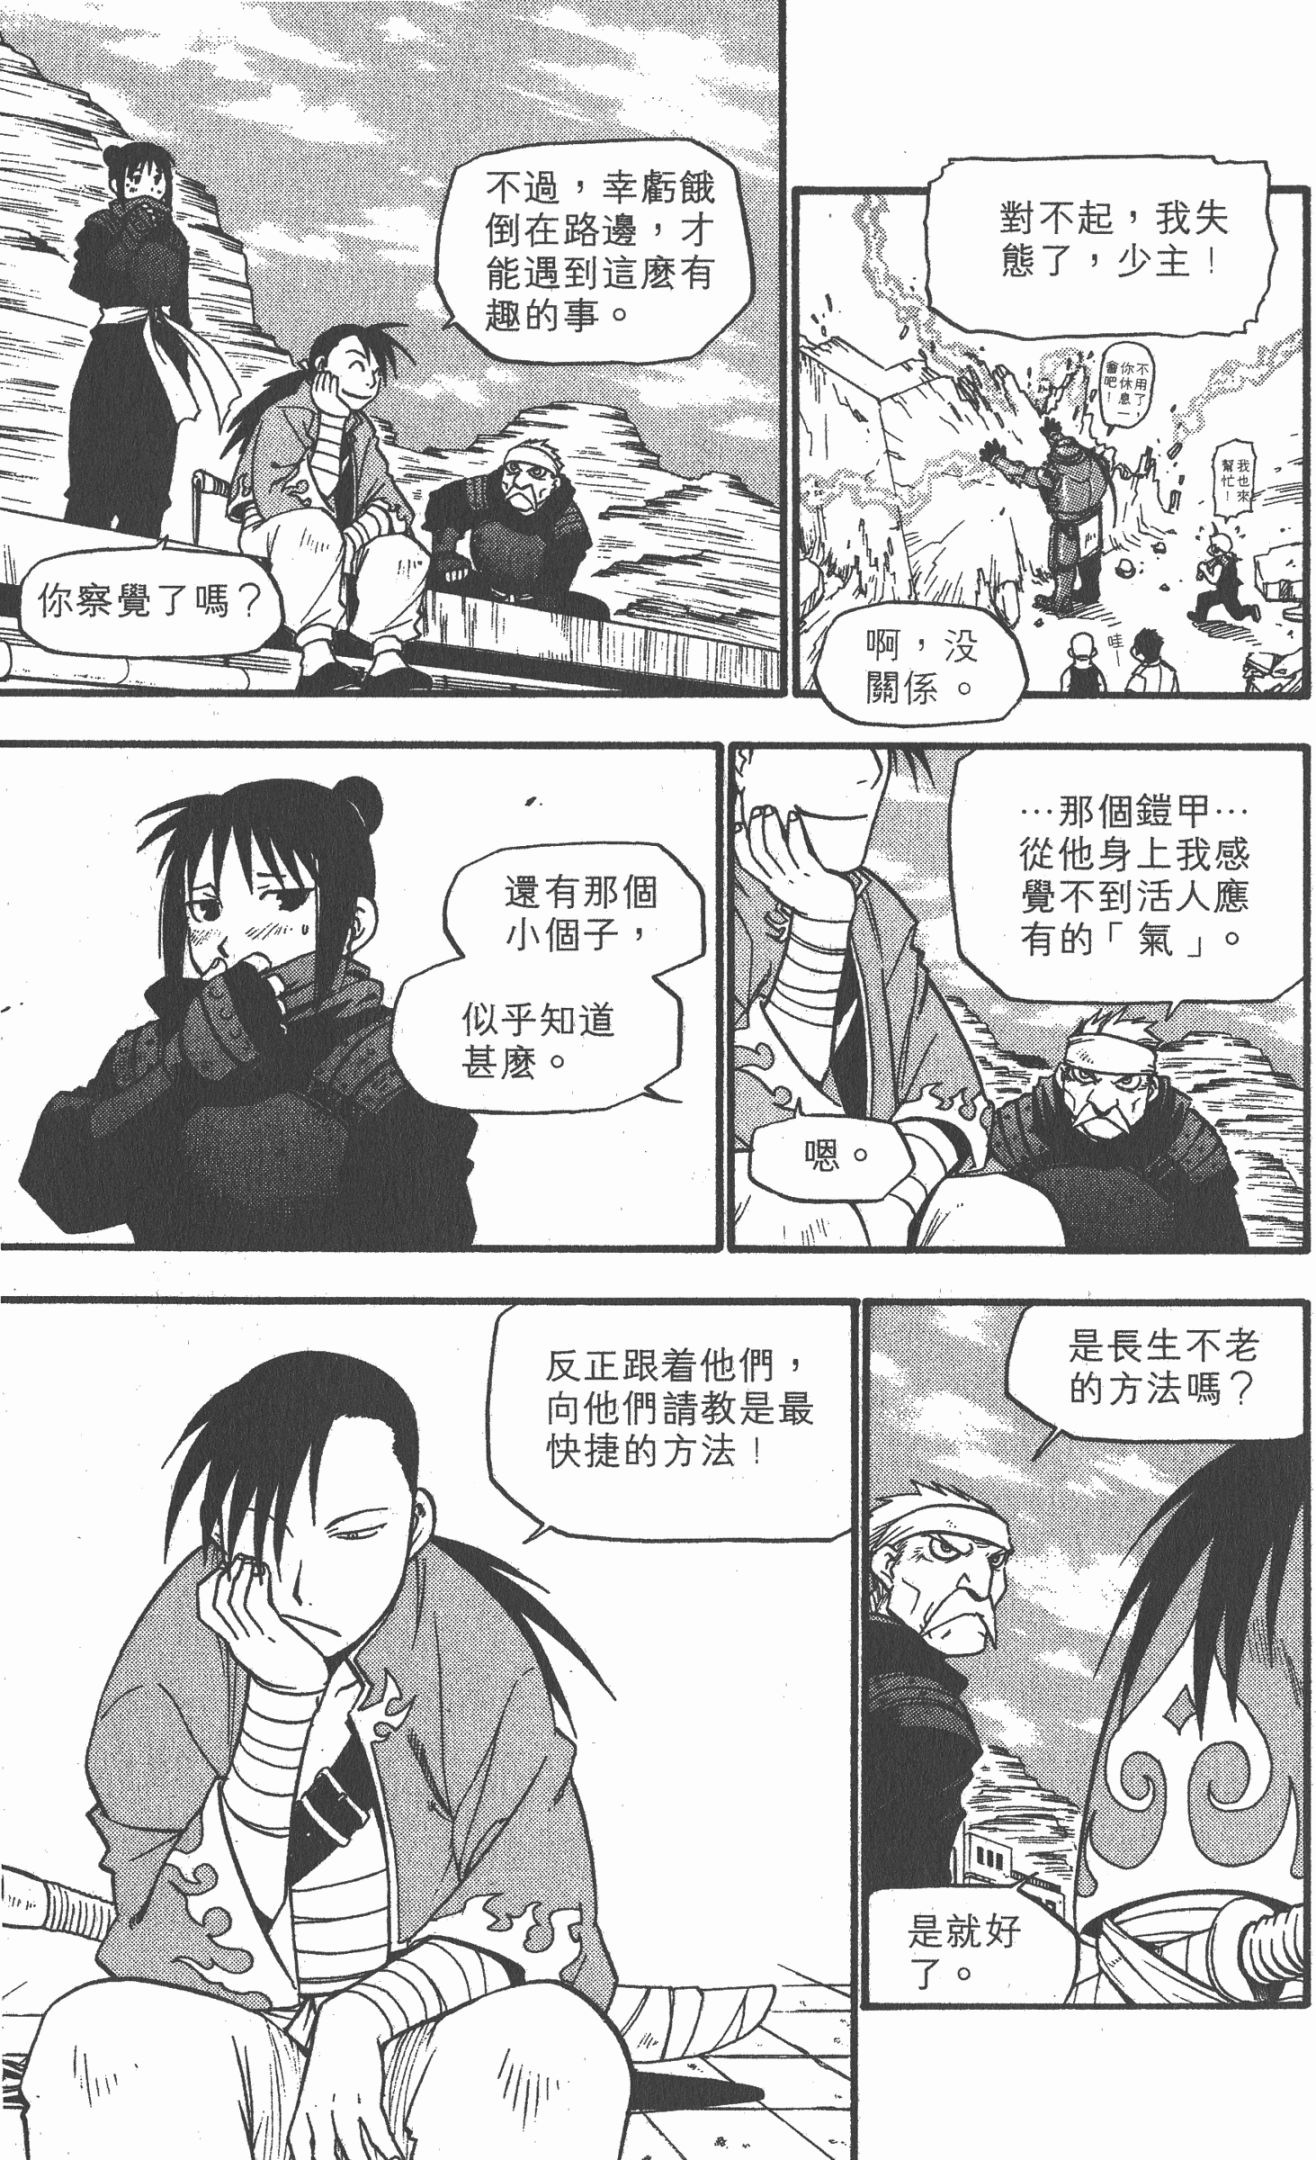 對不起，我失
態了，少主！
不用了，
你休息一
會吧！
我也來
幫忙！
哇—
啊，没
關係。
不過，幸虧餓
倒在路邊，才
能遇到這麽有
趣的事。
你察覺了嗎？
…那個鎧甲…
從他身上我感
覺不到活人應
有的「氣」。
嗯。
還有那個
小個子，
似乎知道
甚麽。
是長生不老
的方法嗎？
是就好
了。
反正跟着他們，
向他們請教是最
快捷的方法！